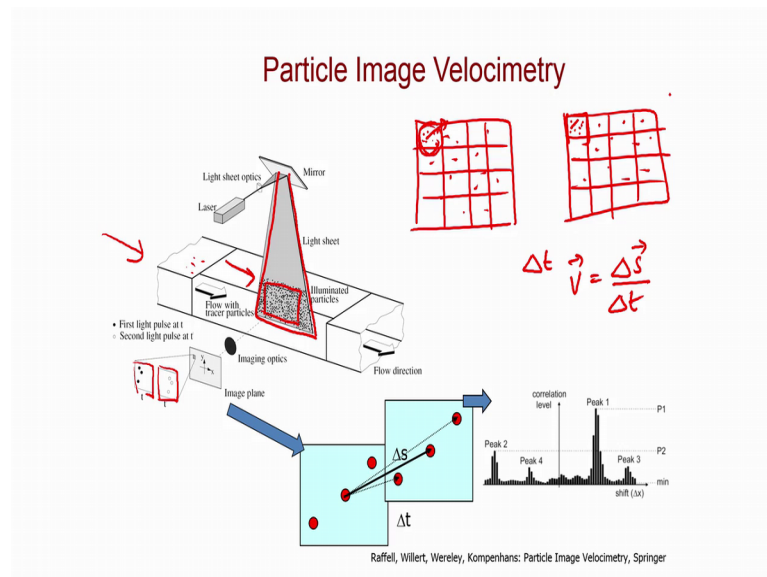 Particle Image Velocimetry
Mirror
Light sheet optics
Laser
Light sheet
Illuminated
particles
Flow with
tracer particles
• First light pulse at t
○ Second light pulse at t'
Imaging optics
Flow direction
y
x
t
t'
Image plane
Δt v⃗ = Δs⃗ / Δt
Δs
Δt
correlation
level
Peak 1
P1
Peak 2
P2
Peak 4
Peak 3
min
shift (Δx)
Raffell, Willert, Wereley, Kompenhans: Particle Image Velocimetry, Springer